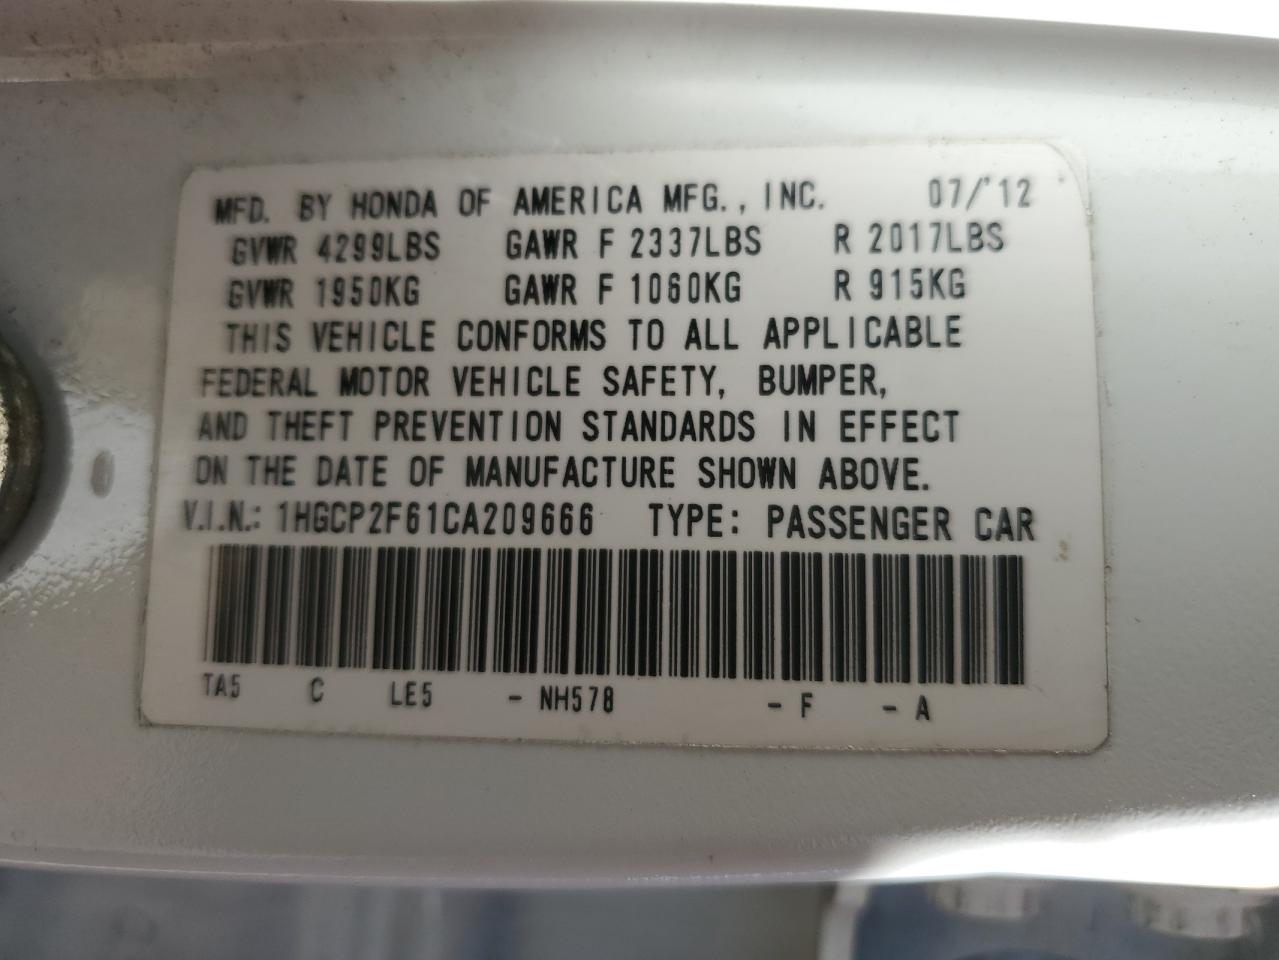 MFD. BY HONDA OF AMERICA MFG., INC. 07/'12
GVWR 4299LBS GAWR F 2337LBS R 2017LBS
GVWR 1950KG GAWR F 1060KG R 915KG
THIS VEHICLE CONFORMS TO ALL APPLICABLE
FEDERAL MOTOR VEHICLE SAFETY, BUMPER,
AND THEFT PREVENTION STANDARDS IN EFFECT
ON THE DATE OF MANUFACTURE SHOWN ABOVE.
V.I.N.: 1HGCP2F61CA209666 TYPE: PASSENGER CAR
TA5 C LE5 - NH578 - F - A